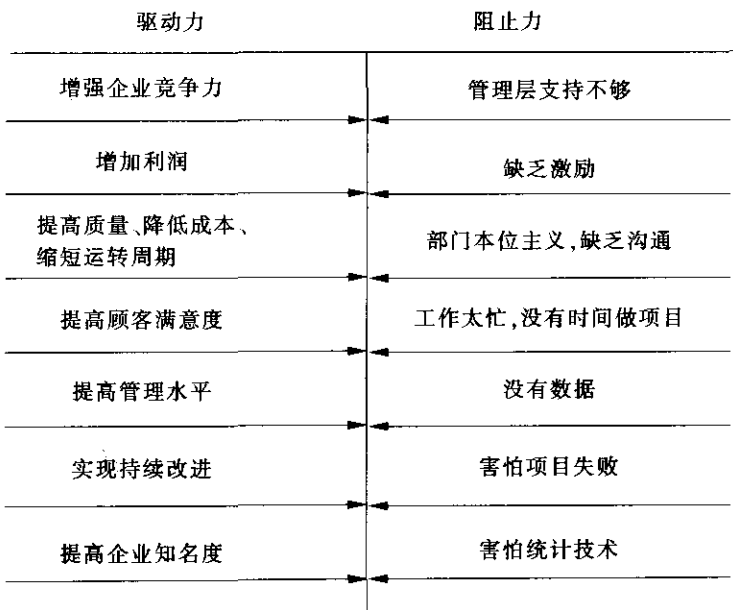 驱动力 阻止力
增强企业竞争力 管理层支持不够
增加利润 缺乏激励
提高质量、降低成本、
缩短运转周期 部门本位主义,缺乏沟通
提高顾客满意度 工作太忙,没有时间做项目
提高管理水平 没有数据
实现持续改进 害怕项目失败
提高企业知名度 害怕统计技术